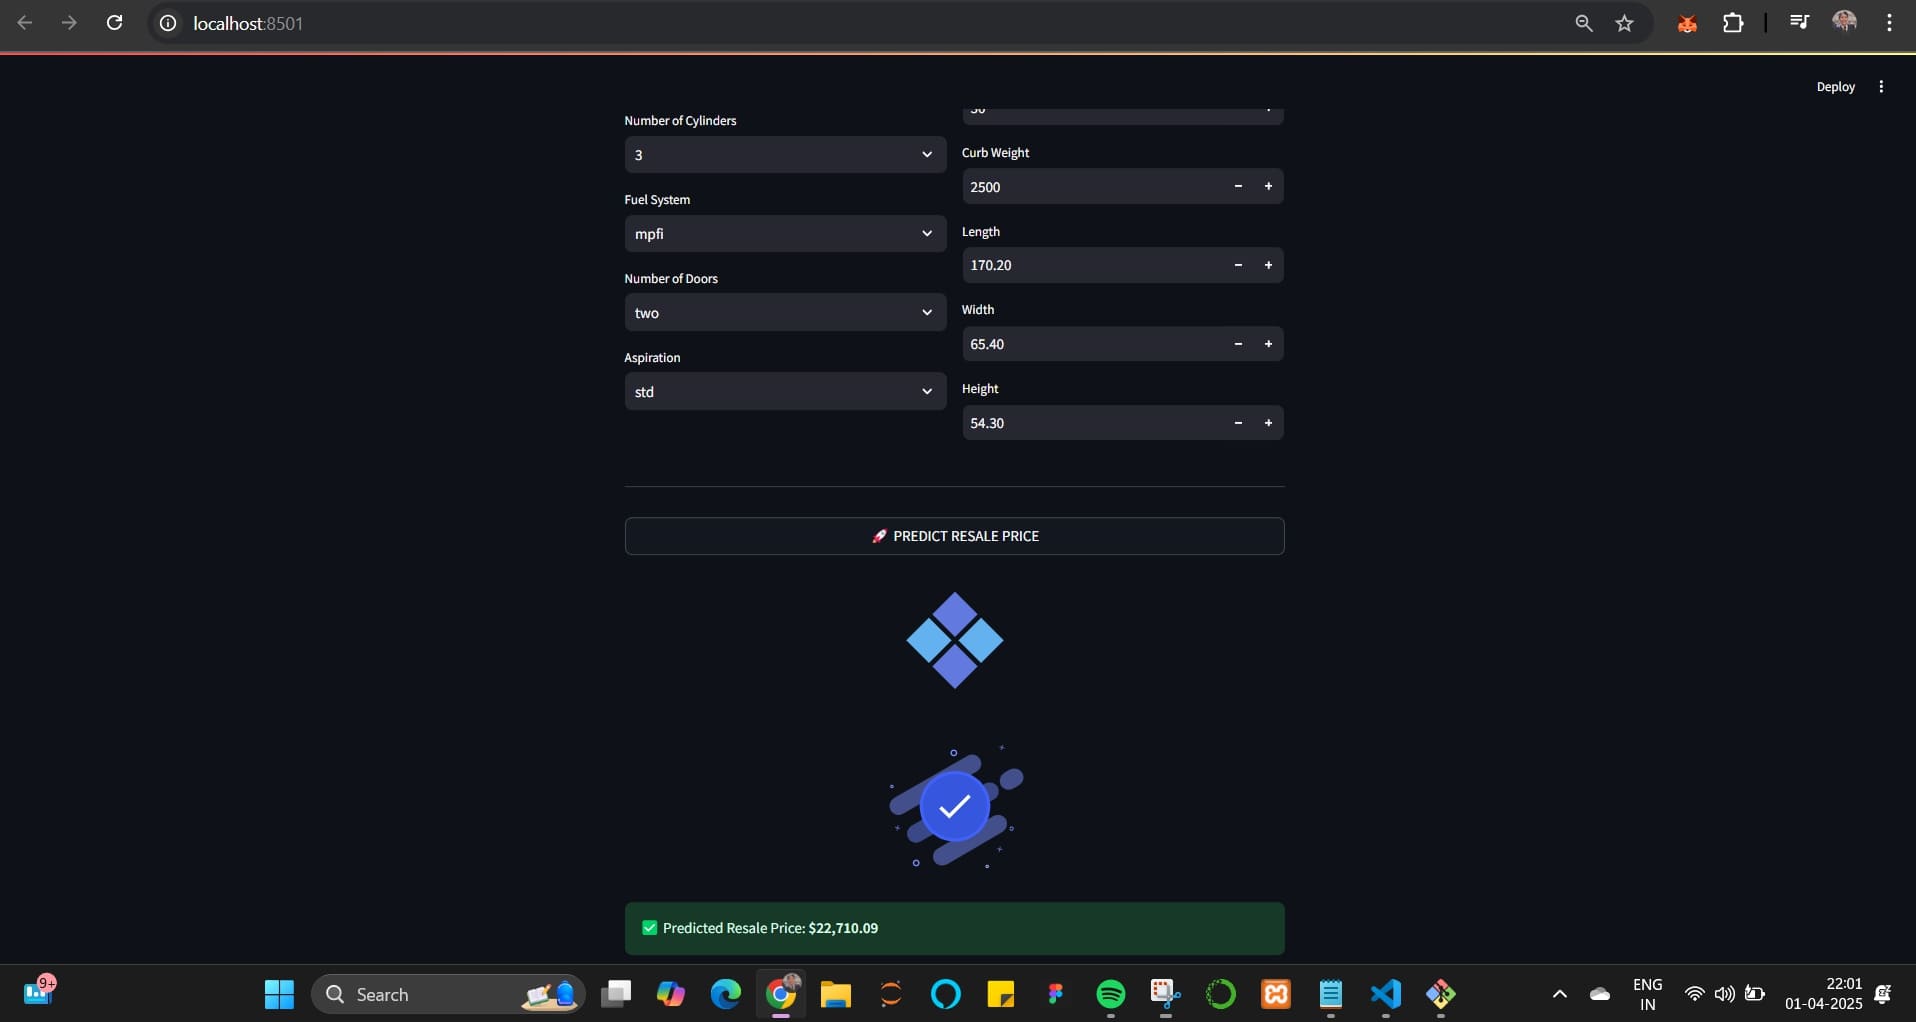 localhost:8501
Deploy
Number of Cylinders
3
Fuel System
mpfi
Number of Doors
two
Aspiration
std
Curb Weight
2500
Length
170.20
Width
65.40
Height
54.30
PREDICT RESALE PRICE
Predicted Resale Price: $22,710.09
9+
Search
ENG
IN
22:01
01-04-2025